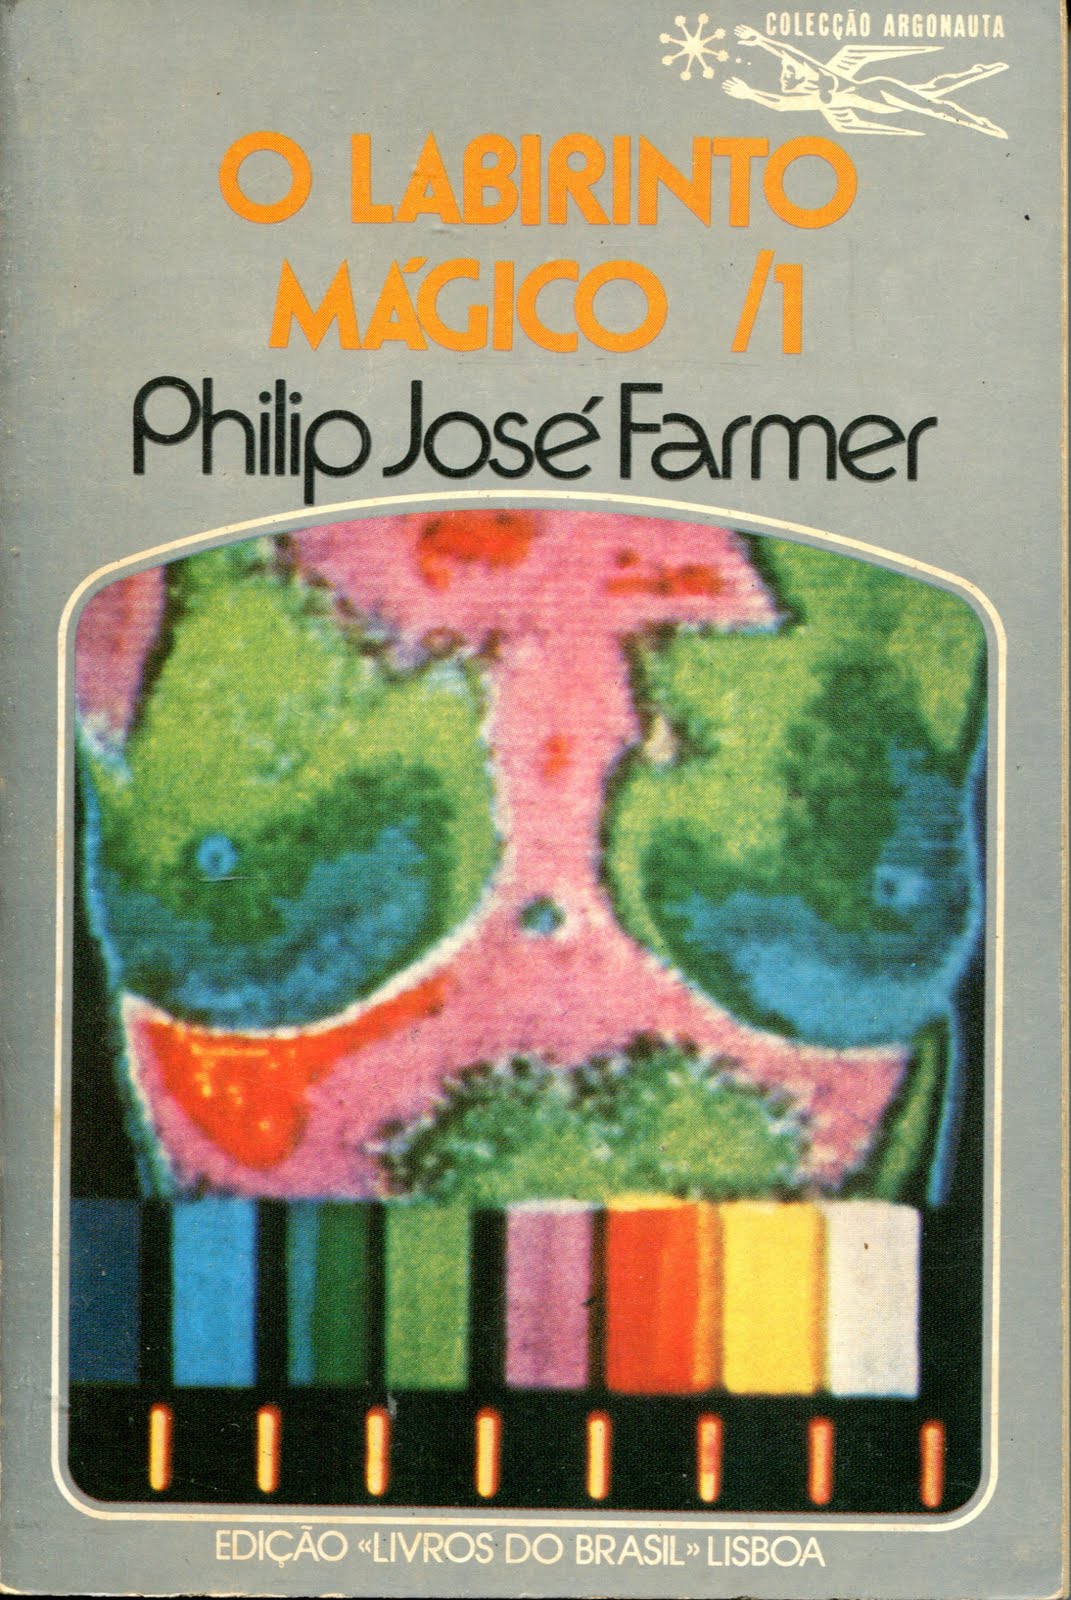 COLECÇÃO ARGONAUTA
O LABIRINTO
MÁGICO /1
Philip José Farmer
EDIÇÃO «LIVROS DO BRASIL» LISBOA